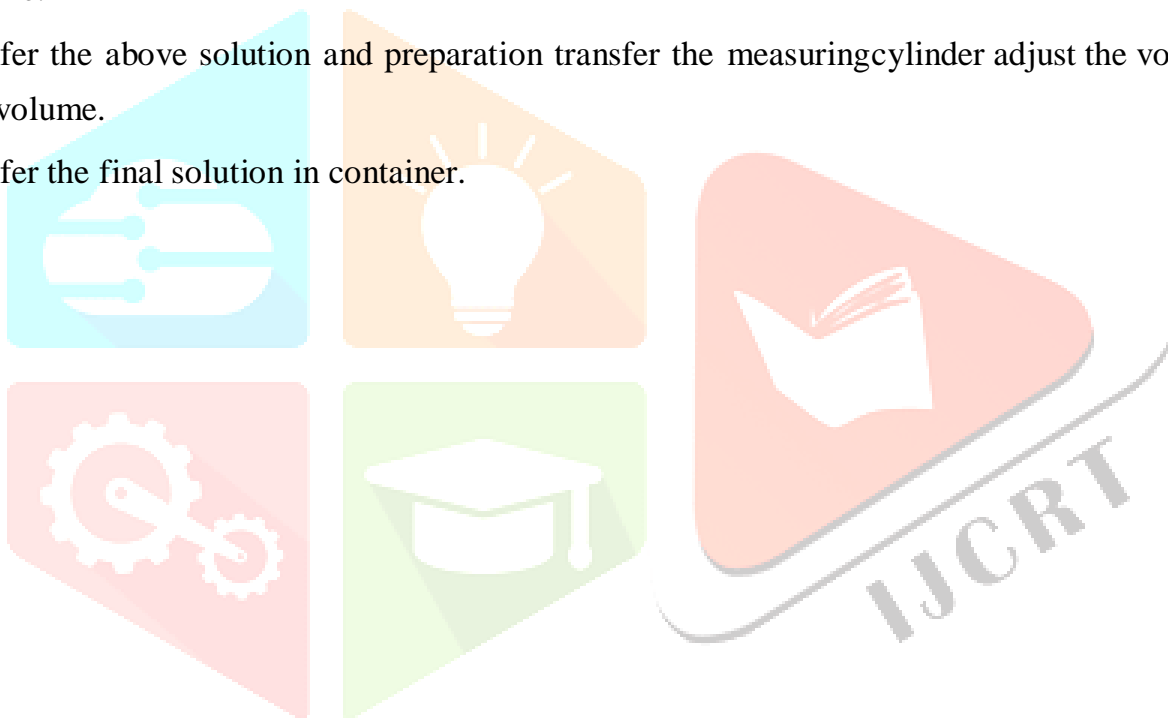 fer the above solution and preparation transfer the measuringcylinder adjust the vo
volume.
fer the final solution in container.
IJCRT